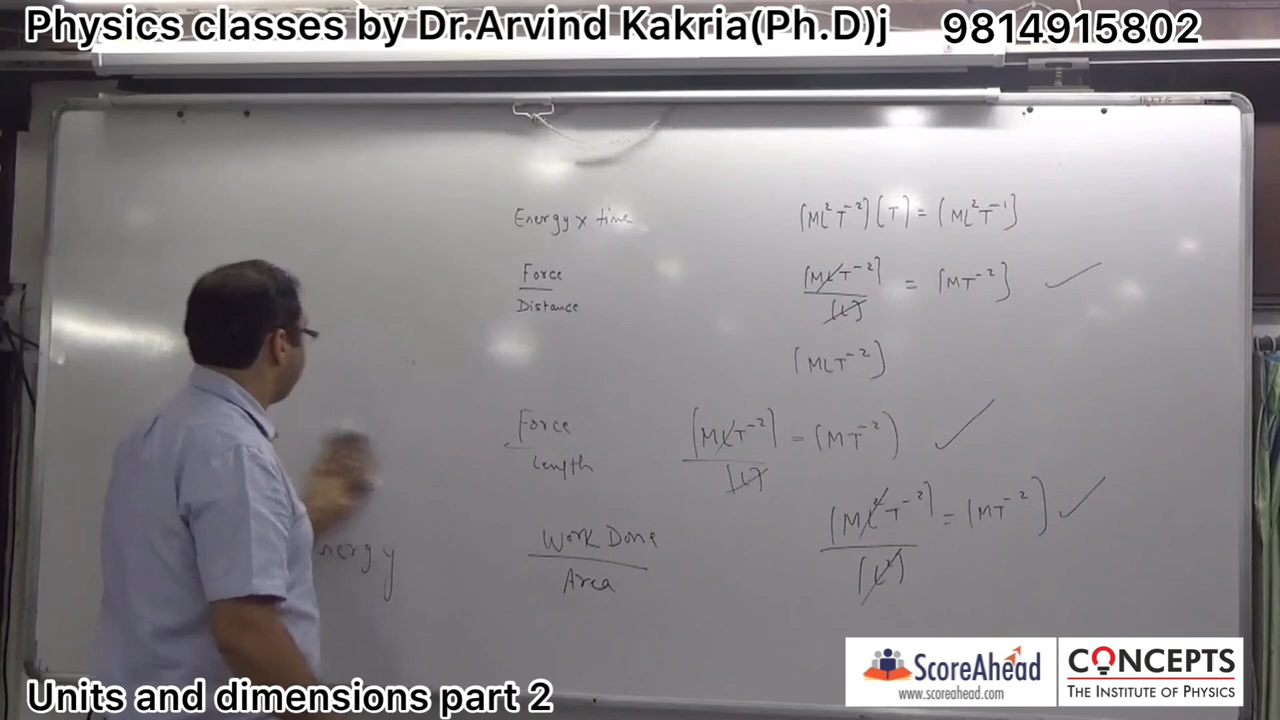 Physics classes by Dr.Arvind Kakria(Ph.D)j 9814915802
Energy x time [ML²T⁻²][T] = [ML²T⁻¹]
Force
Distance
[MLT⁻²]
[L]
= [MT⁻²] ✓
[MLT⁻²]
Force
Length
[MLT⁻²]
[L]
= [MT⁻²] ✓
Work Done
Area
[ML²T⁻²]
[L²]
= [MT⁻²] ✓
nergy
Units and dimensions part 2
ScoreAhead
www.scoreahead.com
CONCEPTS
THE INSTITUTE OF PHYSICS